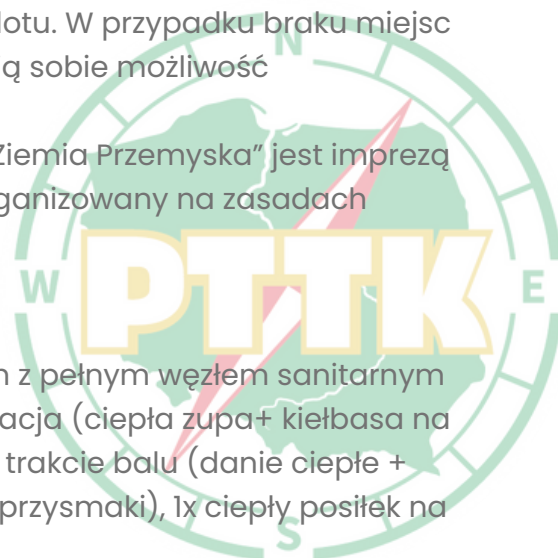 lotu. W przypadku braku miejsc
N
ą sobie możliwość
Ziemia Przemyska” jest imprezą
ganizowany na zasadach
W PTTK E
z pełnym węzłem sanitarnym
acja (ciepła zupa+ kiełbasa na
trakcie balu (danie ciepłe +
przysmaki), 1x ciepły posiłek na
S